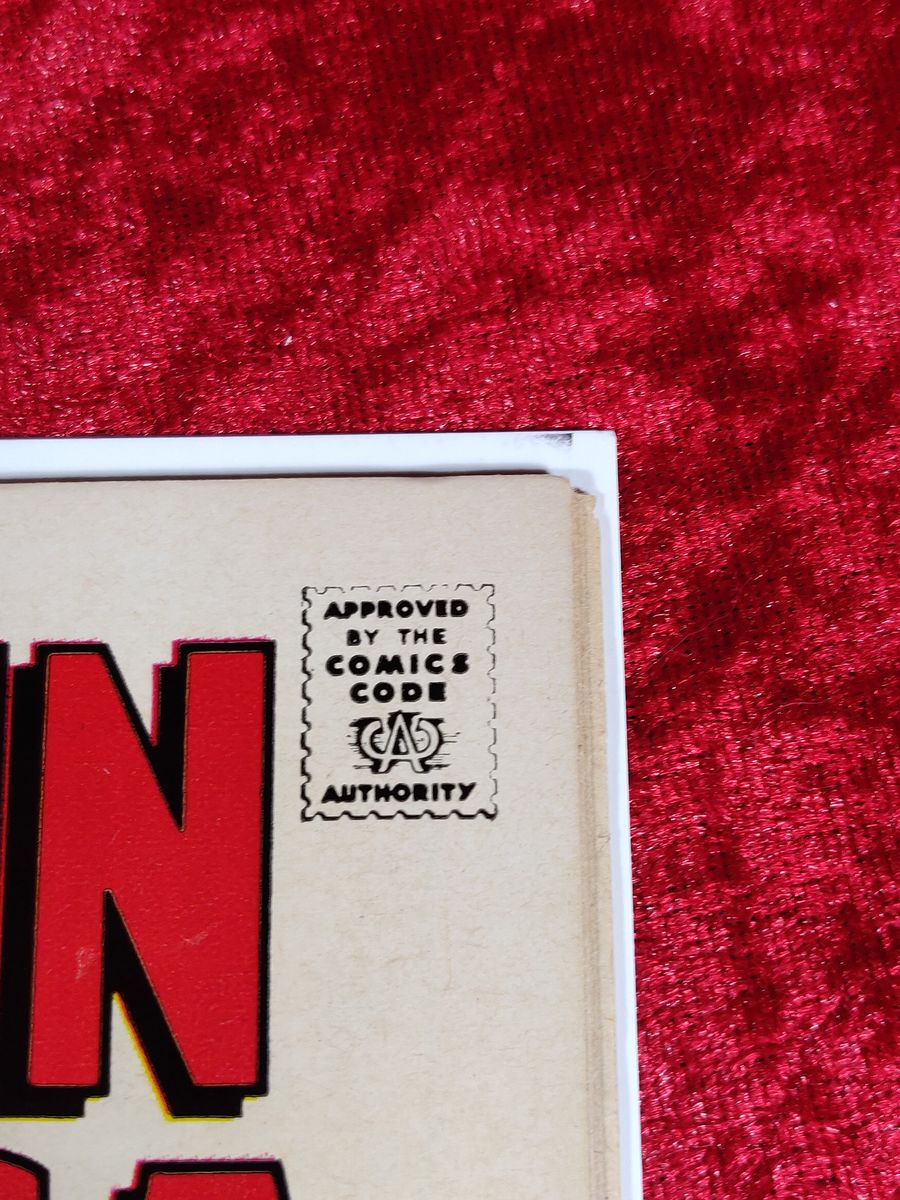 APPROVED
BY THE
COMICS
CODE
CA
AUTHORITY
N